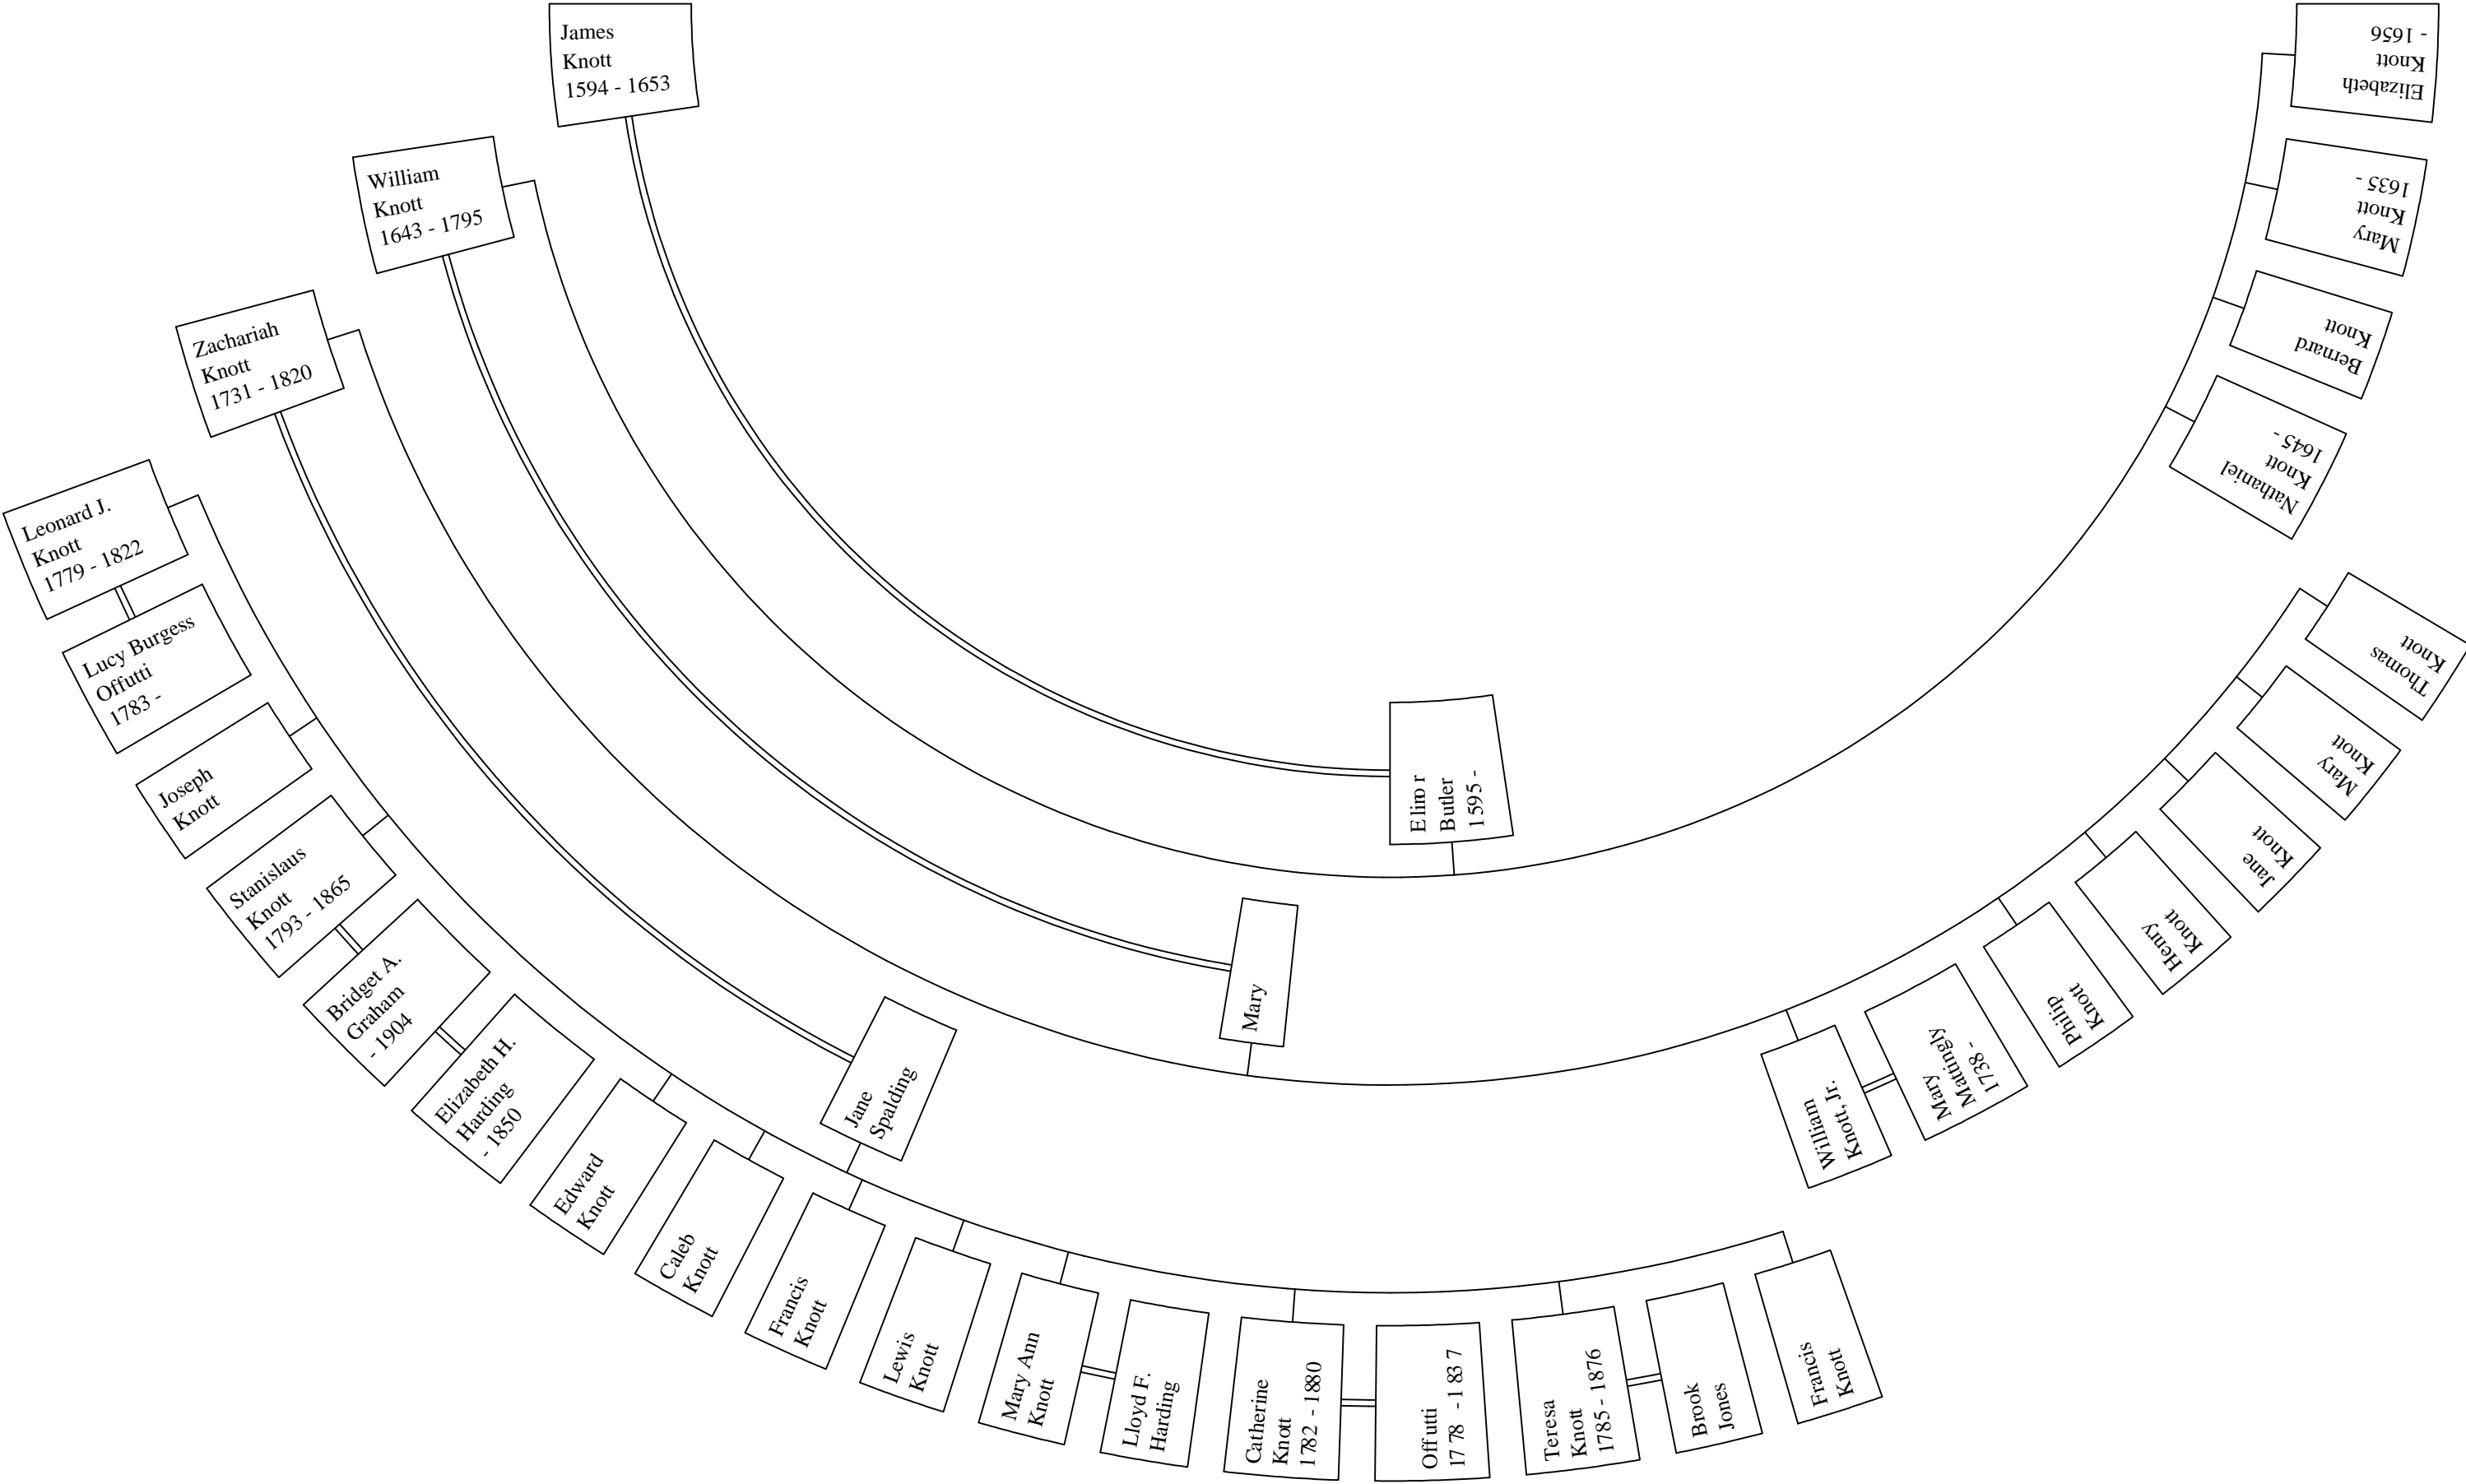 James
Knott
1594 - 1653
William
Knott
1643 - 1795
Zachariah
Knott
1731 - 1820
Leonard J.
Knott
1779 - 1822
Lucy Burgess
Offutti
1783 -
Joseph
Knott
Stanislaus
Knott
1793 - 1865
Bridget A.
Graham
- 1904
Elizabeth H.
Harding
- 1850
Edward
Knott
Caleb
Knott
Francis
Knott
Lewis
Knott
Mary Ann
Knott
Lloyd F.
Harding
Catherine
Knott
1782 - 1880
Offutti
1778 - 1837
Teresa
Knott
1785 - 1876
Brook
Jones
Francis
Knott
Jane
Spalding
Mary
William
Knott, Jr.
Mary
Mattingly
1738 -
Philip
Knott
Henry
Knott
Jane
Knott
Mary
Knott
Thomas
Knott
Elinor
Butler
1595 -
Nathaniel
Knott
1645 -
Bernard
Knott
Mary
Knott
1635 -
Elizabeth
Knott
- 1656